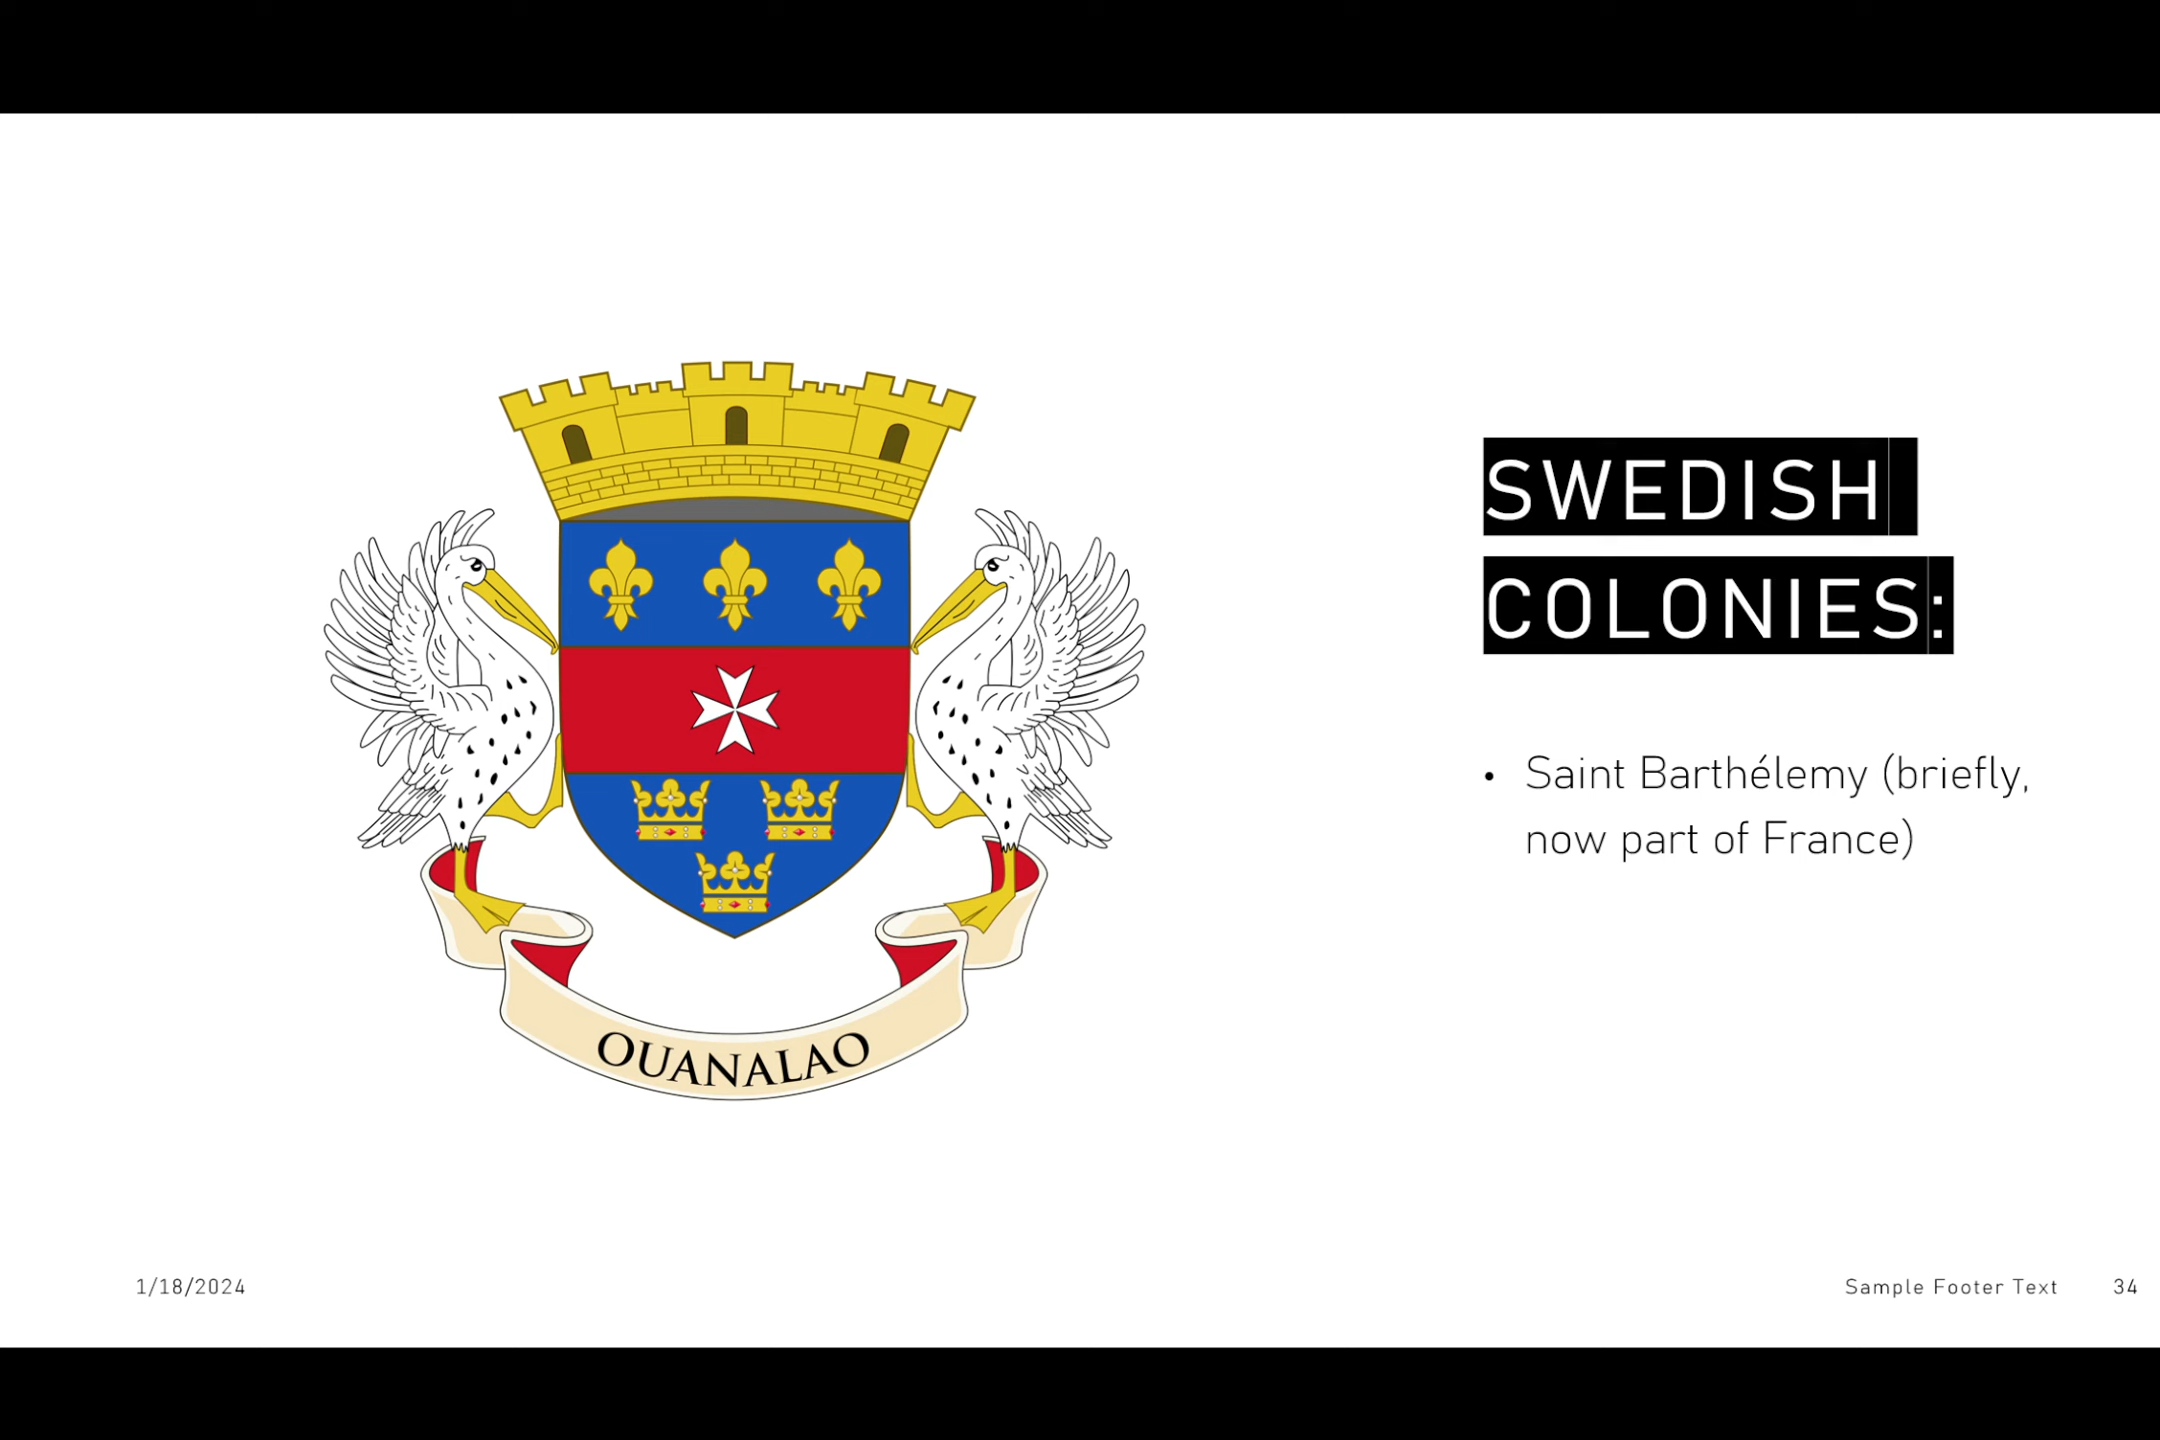 OUANALAO
SWEDISH
COLONIES:
• Saint Barthélemy (briefly,
now part of France)
1/18/2024
Sample Footer Text
34